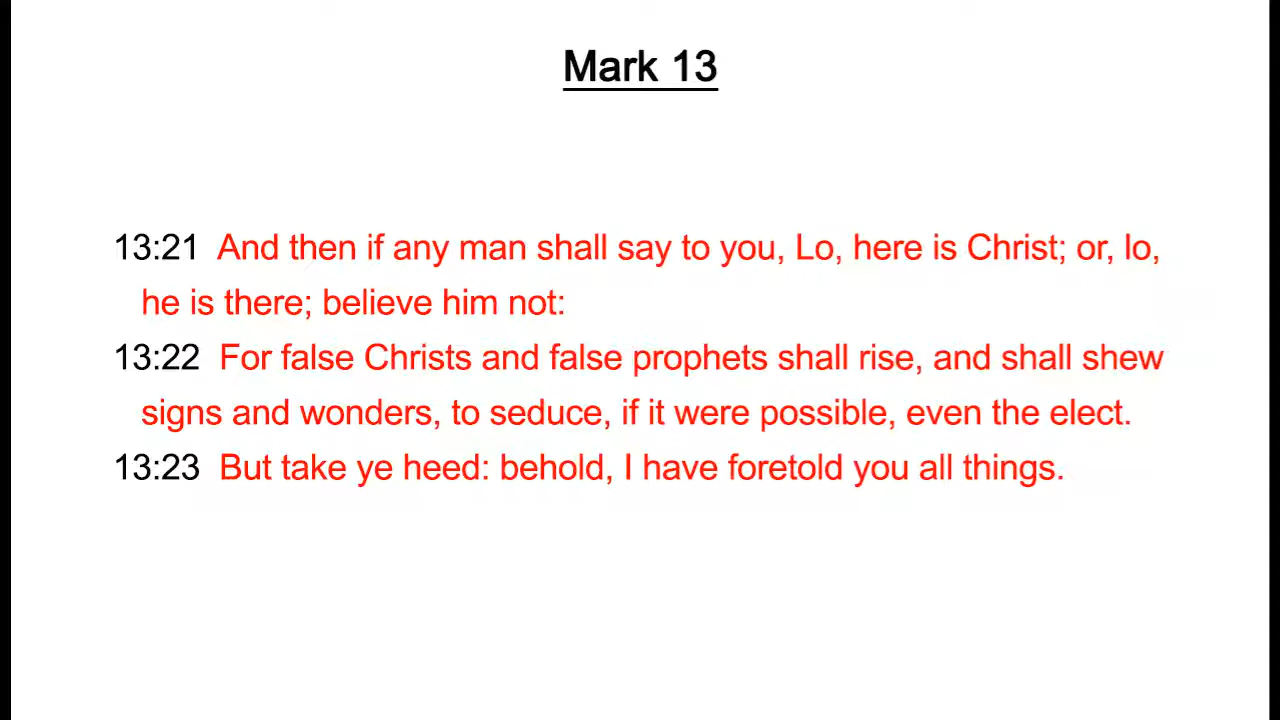 Mark 13
13:21 And then if any man shall say to you, Lo, here is Christ; or, lo,
he is there; believe him not:
13:22 For false Christs and false prophets shall rise, and shall shew
signs and wonders, to seduce, if it were possible, even the elect.
13:23 But take ye heed: behold, I have foretold you all things.